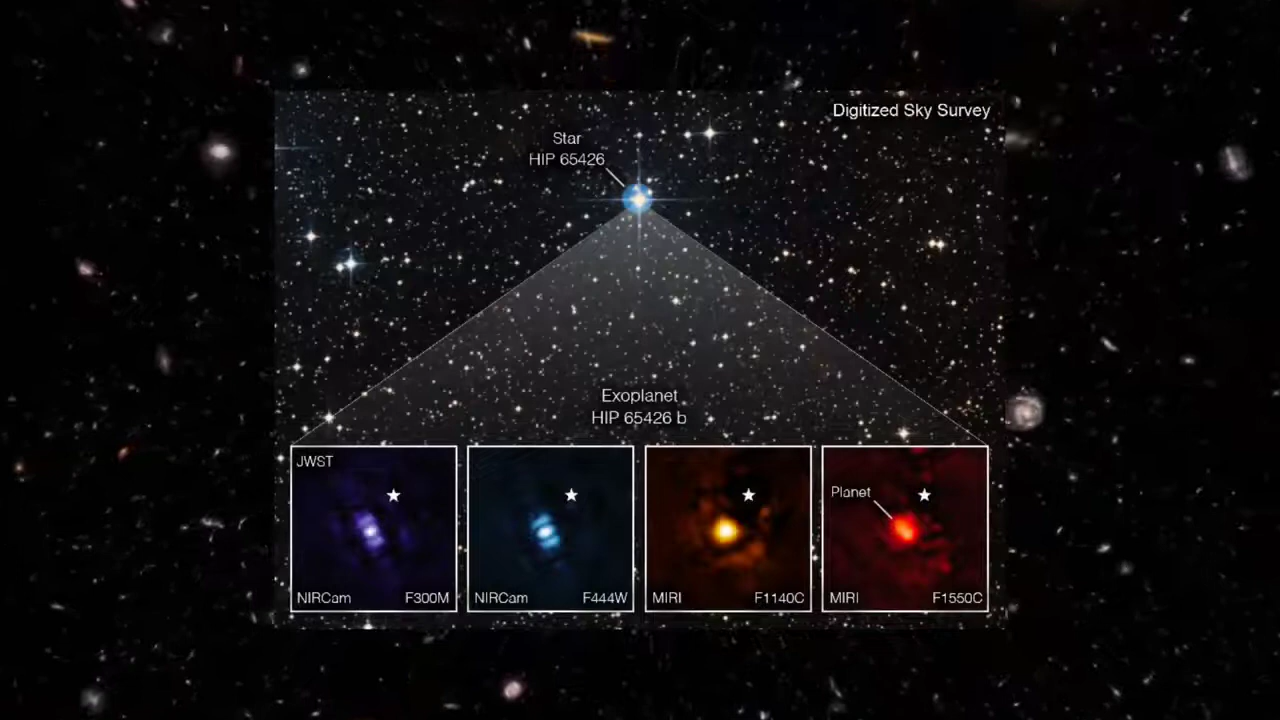 Digitized Sky Survey
Star
HIP 65426
Exoplanet
HIP 65426 b
JWST
NIRCam
F300M
NIRCam
F444W
MIRI
F1140C
Planet
MIRI
F1550C